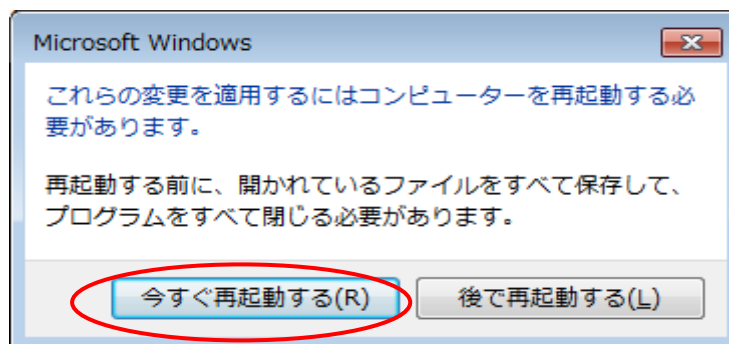 Microsoft Windows
これらの変更を適用するにはコンピューターを再起動する必
要があります。
再起動する前に、開かれているファイルをすべて保存して、
プログラムをすべて閉じる必要があります。
今すぐ再起動する(R)
後で再起動する(L)